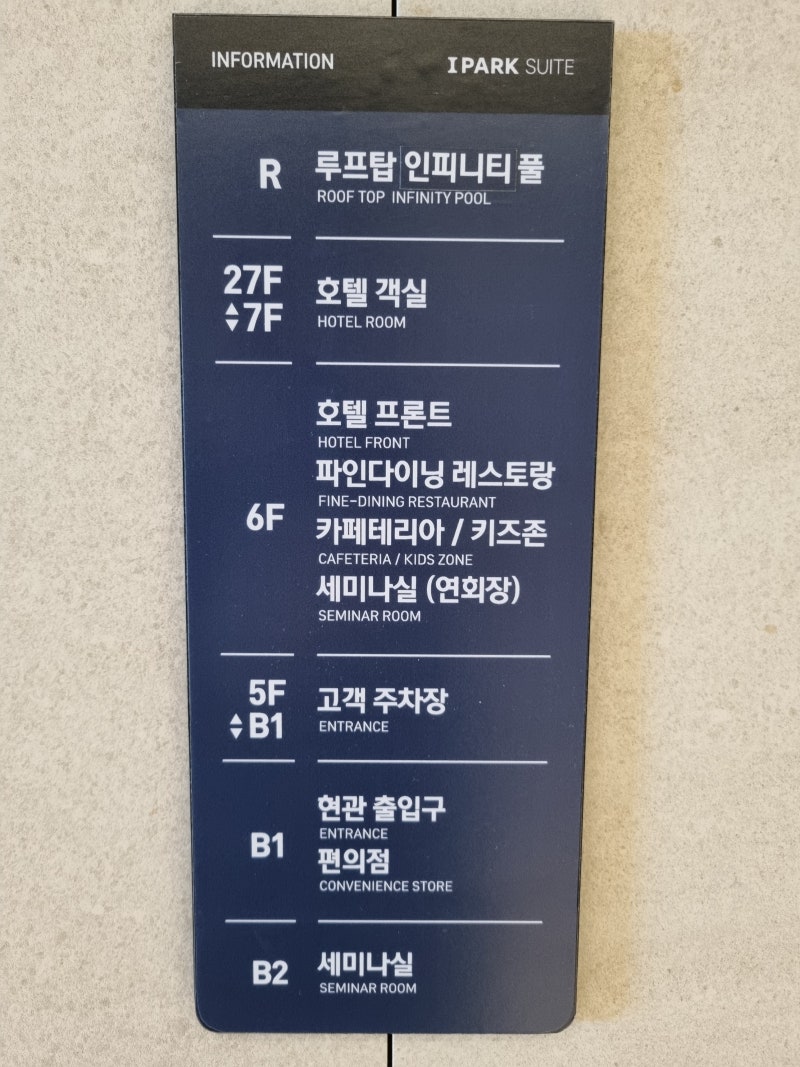 INFORMATION
IPARK SUITE
R
루프탑 인피니티 풀
ROOF TOP INFINITY POOL
27F
7F
호텔 객실
HOTEL ROOM
6F
호텔 프론트
HOTEL FRONT
파인다이닝 레스토랑
FINE-DINING RESTAURANT
카페테리아 / 키즈존
CAFETERIA / KIDS ZONE
세미나실 (연회장)
SEMINAR ROOM
5F
B1
고객 주차장
ENTRANCE
B1
현관 출입구
ENTRANCE
편의점
CONVENIENCE STORE
B2
세미나실
SEMINAR ROOM